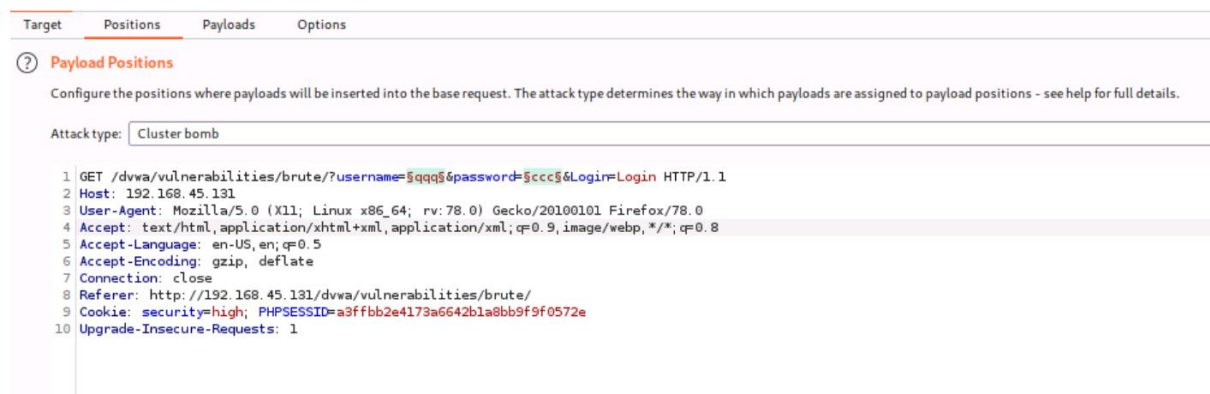 Target Positions Payloads Options
? Payload Positions
Configure the positions where payloads will be inserted into the base request. The attack type determines the way in which payloads are assigned to payload positions - see help for full details.
Attack type: Cluster bomb
1 GET /dvwa/vulnerabilities/brute/?username=§qqq§&password=§ccc§&Login=Login HTTP/1.1
2 Host: 192.168.45.131
3 User-Agent: Mozilla/5.0 (X11; Linux x86_64; rv:78.0) Gecko/20100101 Firefox/78.0
4 Accept: text/html,application/xhtml+xml,application/xml;q=0.9,image/webp,*/*;q=0.8
5 Accept-Language: en-US,en;q=0.5
6 Accept-Encoding: gzip, deflate
7 Connection: close
8 Referer: http://192.168.45.131/dvwa/vulnerabilities/brute/
9 Cookie: security=high; PHPSESSID=a3ffbb2e4173a6642b1a8bb9f9f0572e
10 Upgrade-Insecure-Requests: 1